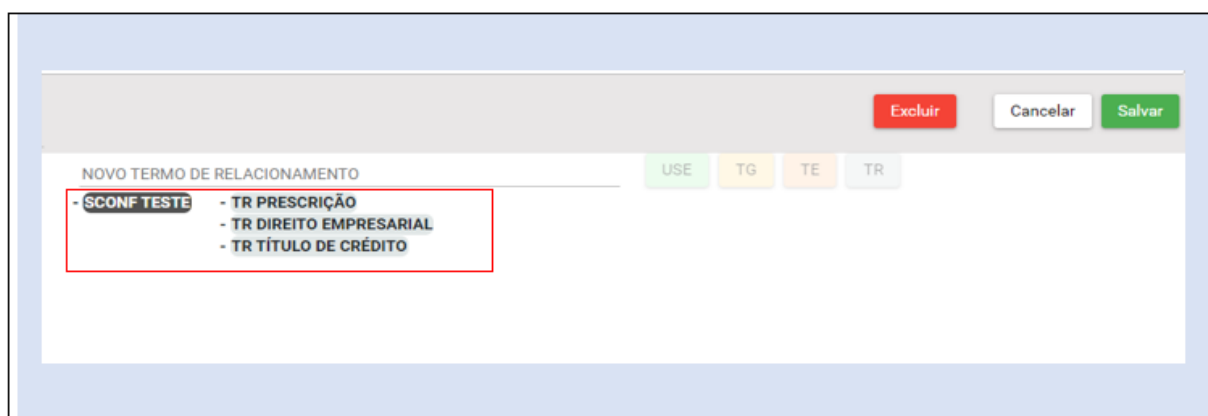 Excluir Cancelar Salvar
NOVO TERMO DE RELACIONAMENTO USE TG TE TR
- SCONF TESTE - TR PRESCRIÇÃO
- TR DIREITO EMPRESARIAL
- TR TÍTULO DE CRÉDITO